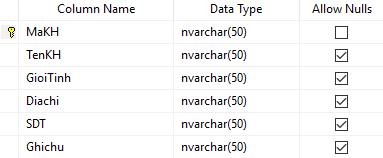 Column Name Data Type Allow Nulls
MaKH nvarchar(50)
TenKH nvarchar(50)
GioiTinh nvarchar(50)
Diachi nvarchar(50)
SDT nvarchar(50)
Ghichu nvarchar(50)